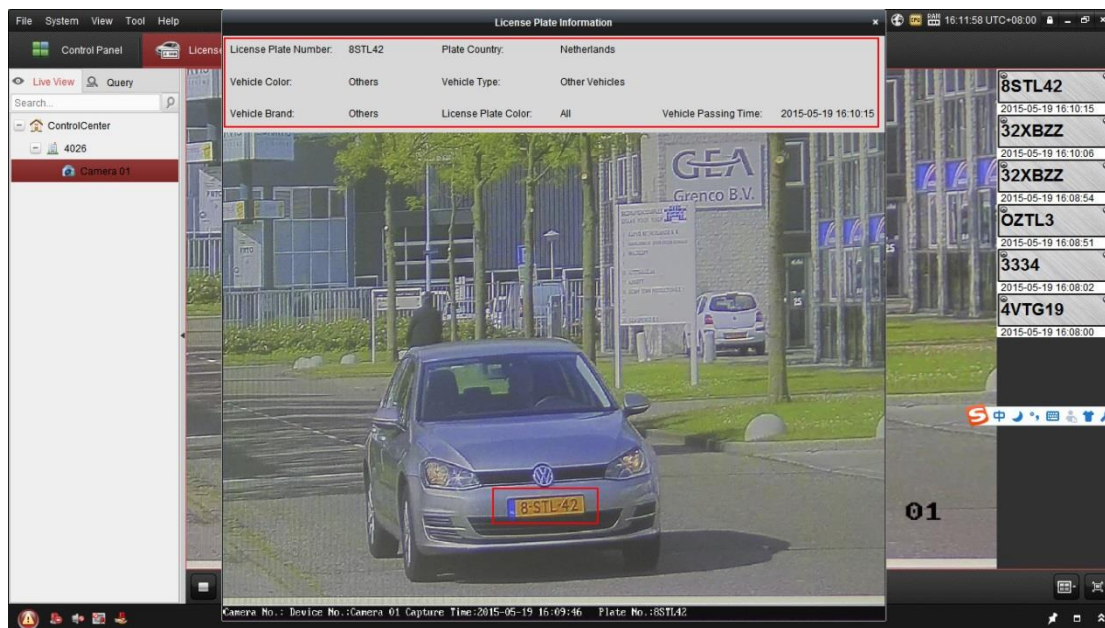 File System View Tool Help
License Plate Information
16:11:58 UTC+08:00
Control Panel
License Plate Number: 8STL42 Plate Country: Netherlands
Live View Query
Vehicle Color: Others Vehicle Type: Other Vehicles
Search...
Vehicle Brand: Others License Plate Color: All Vehicle Passing Time: 2015-05-19 16:10:15
ControlCenter
4026
Camera 01
GEA
Grenco B.V.
25
8-STL-42
01
Camera No.: Device No.:Camera 01 Capture Time:2015-05-19 16:09:46 Plate No.:8STL42
8STL42
2015-05-19 16:10:15
32XBZZ
2015-05-19 16:10:06
32XBZZ
2015-05-19 16:08:54
OZTL3
2015-05-19 16:08:51
3334
2015-05-19 16:08:02
4VTG19
2015-05-19 16:08:00
中